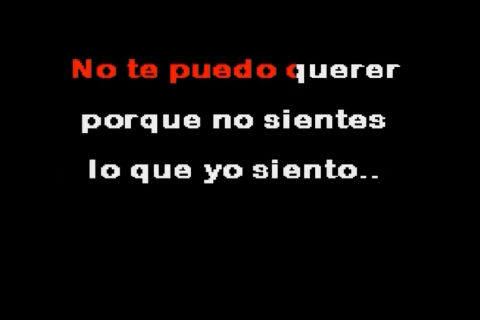 No te puedo querer
porque no sientes
lo que yo siento..